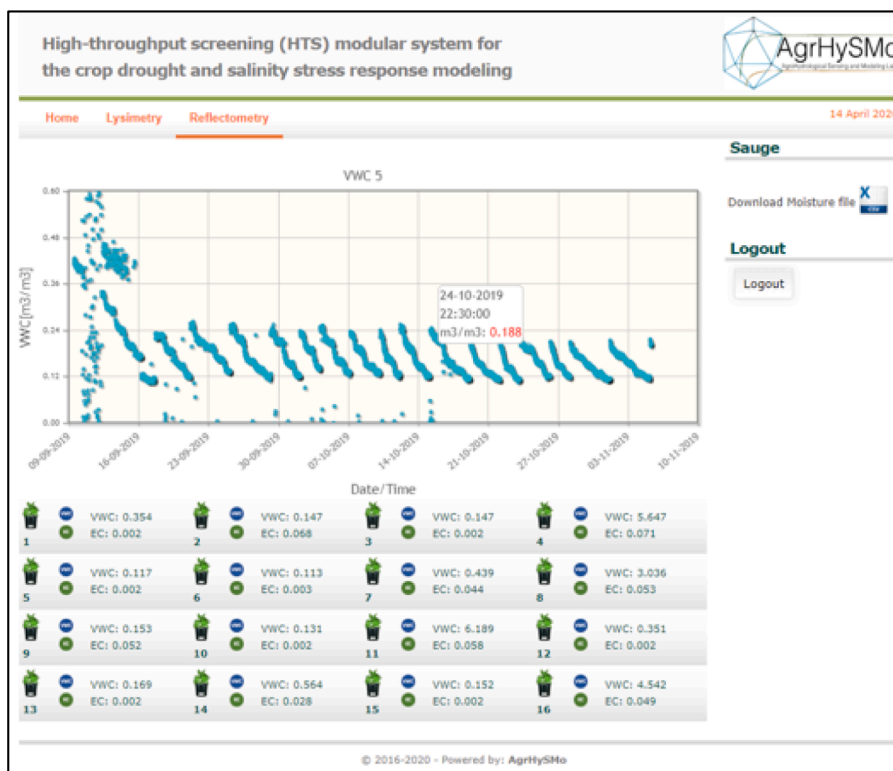 High-throughput screening (HTS) modular system for
the crop drought and salinity stress response modeling
AgrHySMo
Home Lysimetry Reflectometry
14 April 2020
Sauge
Download Moisture file
X
CSV
Logout
Logout
VWC 5
VWC[m3/m3]
0.60
0.48
0.36
0.24
0.12
0.00
24-10-2019
22:30:00
m3/m3: 0.188
09-09-2019 16-09-2019 23-09-2019 30-09-2019 07-10-2019 14-10-2019 21-10-2019 27-10-2019 03-11-2019 10-11-2019
Date/Time
VWC: 0.354 VWC: 0.147 VWC: 0.147 VWC: 5.647
1 EC: 0.002 2 EC: 0.068 3 EC: 0.002 4 EC: 0.071
VWC: 0.117 VWC: 0.113 VWC: 0.439 VWC: 3.036
5 EC: 0.002 6 EC: 0.003 7 EC: 0.044 8 EC: 0.053
VWC: 0.153 VWC: 0.131 VWC: 6.189 VWC: 0.351
9 EC: 0.052 10 EC: 0.002 11 EC: 0.058 12 EC: 0.002
VWC: 0.169 VWC: 0.564 VWC: 0.152 VWC: 4.542
13 EC: 0.002 14 EC: 0.028 15 EC: 0.002 16 EC: 0.049
© 2016-2020 - Powered by: AgrHySMo